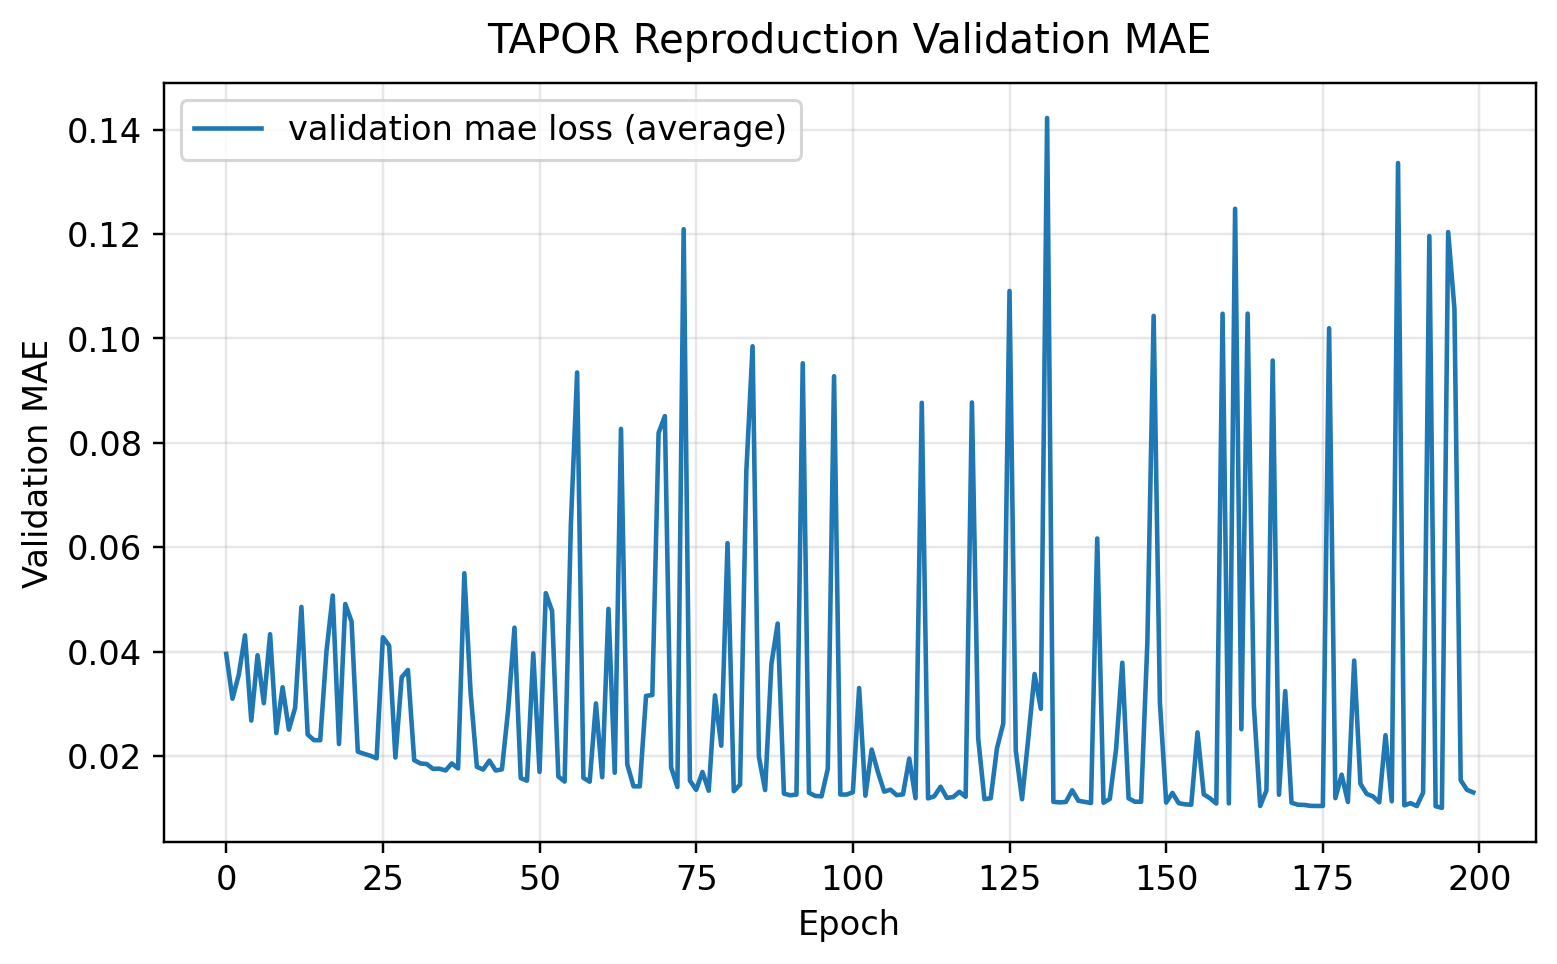 TAPOR Reproduction Validation MAE
validation mae loss (average)
0.14
0.12
0.10
0.08
0.06
0.04
0.02
Validation MAE
0 25 50 75 100 125 150 175 200
Epoch